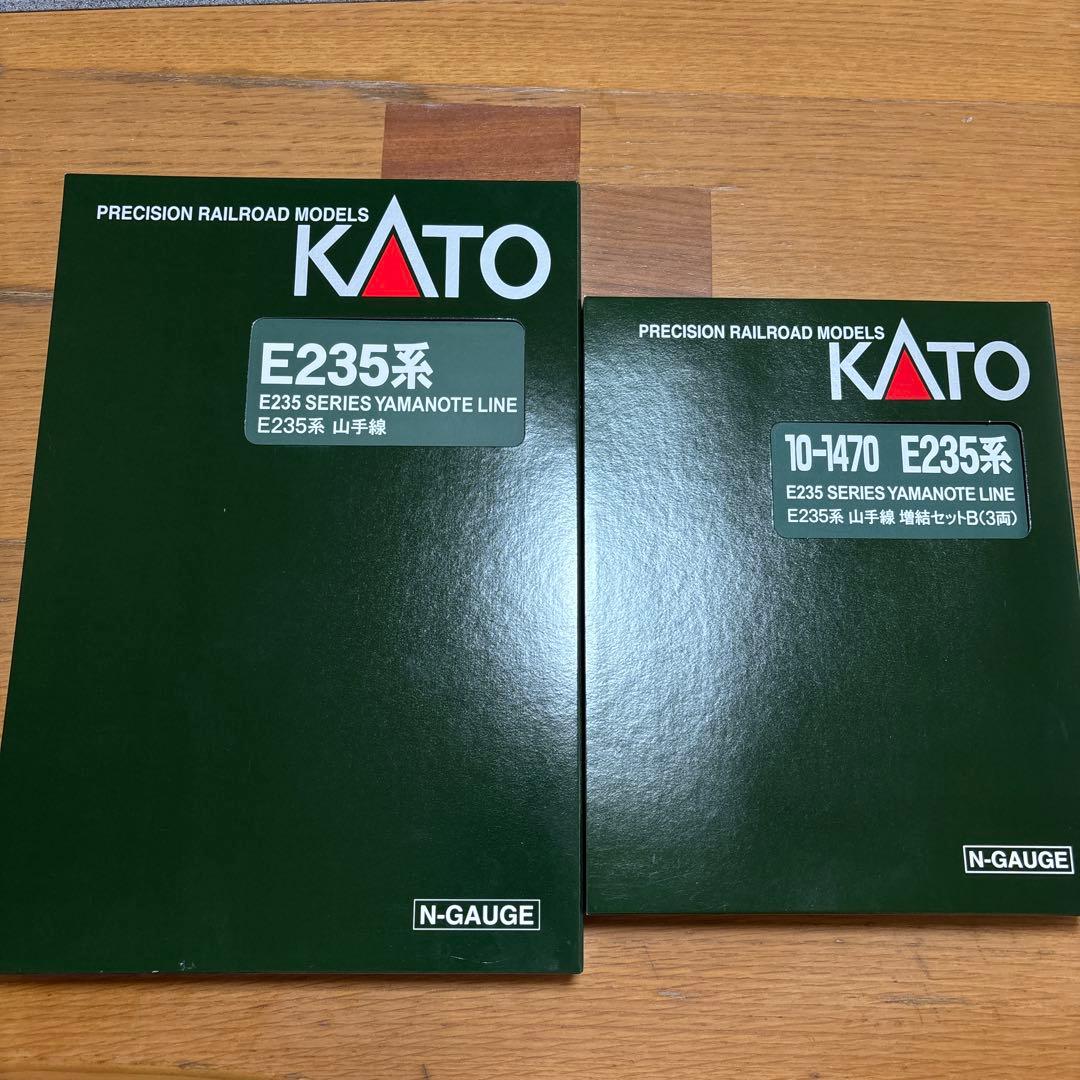 PRECISION RAILROAD MODELS
KATO
E235系
E235 SERIES YAMANOTE LINE
E235系 山手線
N-GAUGE
PRECISION RAILROAD MODELS
KATO
10-1470 E235系
E235 SERIES YAMANOTE LINE
E235系 山手線 増結セットB(3両)
N-GAUGE